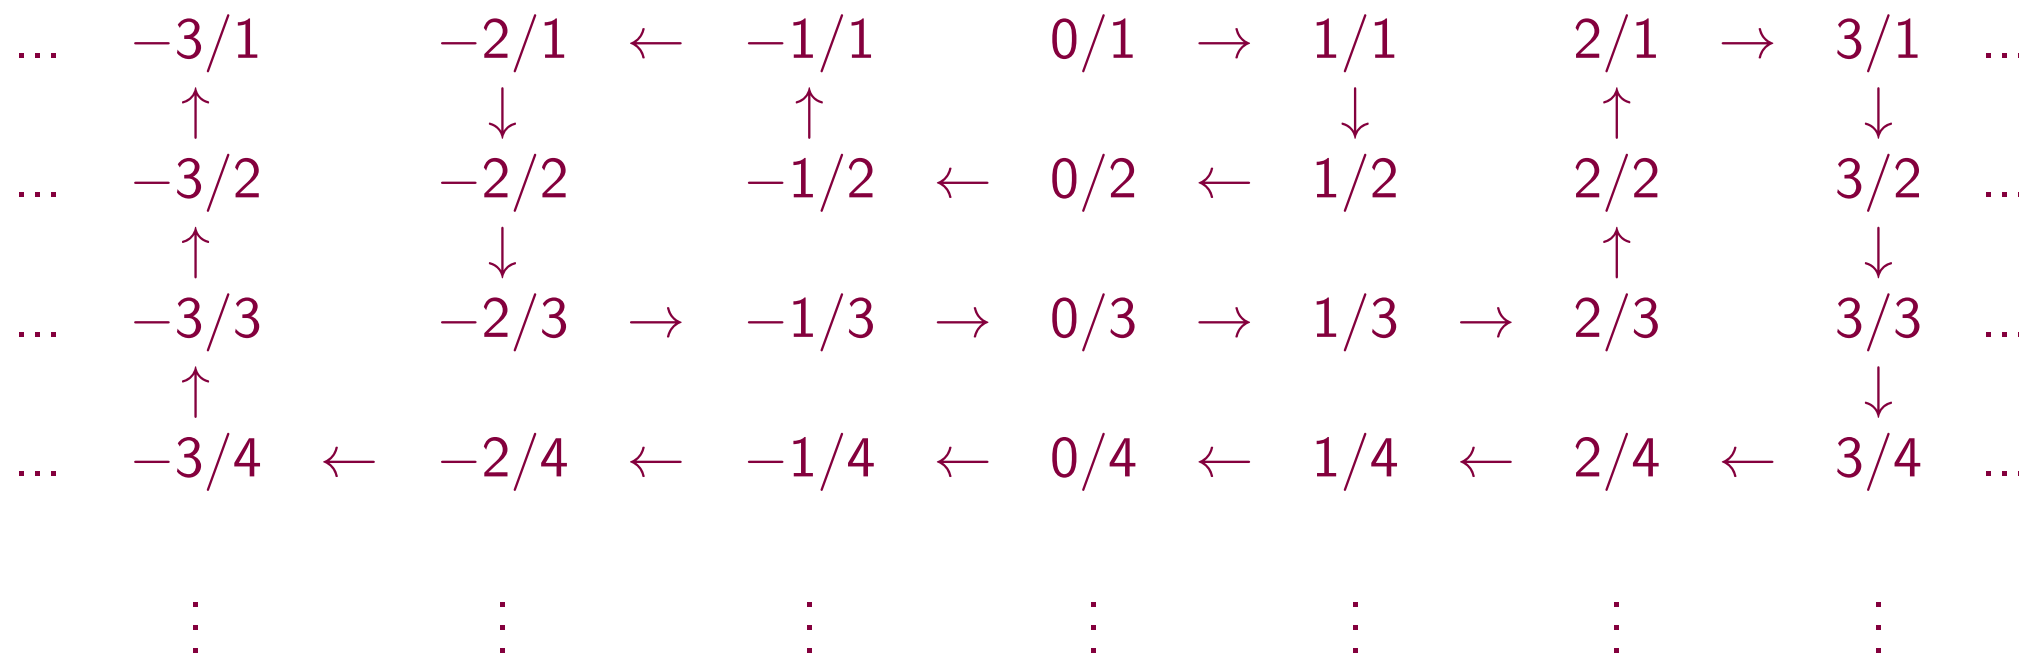 ... −3/1 −2/1 ← −1/1 0/1 → 1/1 2/1 → 3/1 ...
↑ ↓ ↑ ↓ ↑ ↓
... −3/2 −2/2 −1/2 ← 0/2 ← 1/2 2/2 3/2 ...
↑ ↓ ↑ ↓
... −3/3 −2/3 → −1/3 → 0/3 → 1/3 → 2/3 3/3 ...
↑ ↓
... −3/4 ← −2/4 ← −1/4 ← 0/4 ← 1/4 ← 2/4 ← 3/4 ...
⋮ ⋮ ⋮ ⋮ ⋮ ⋮ ⋮